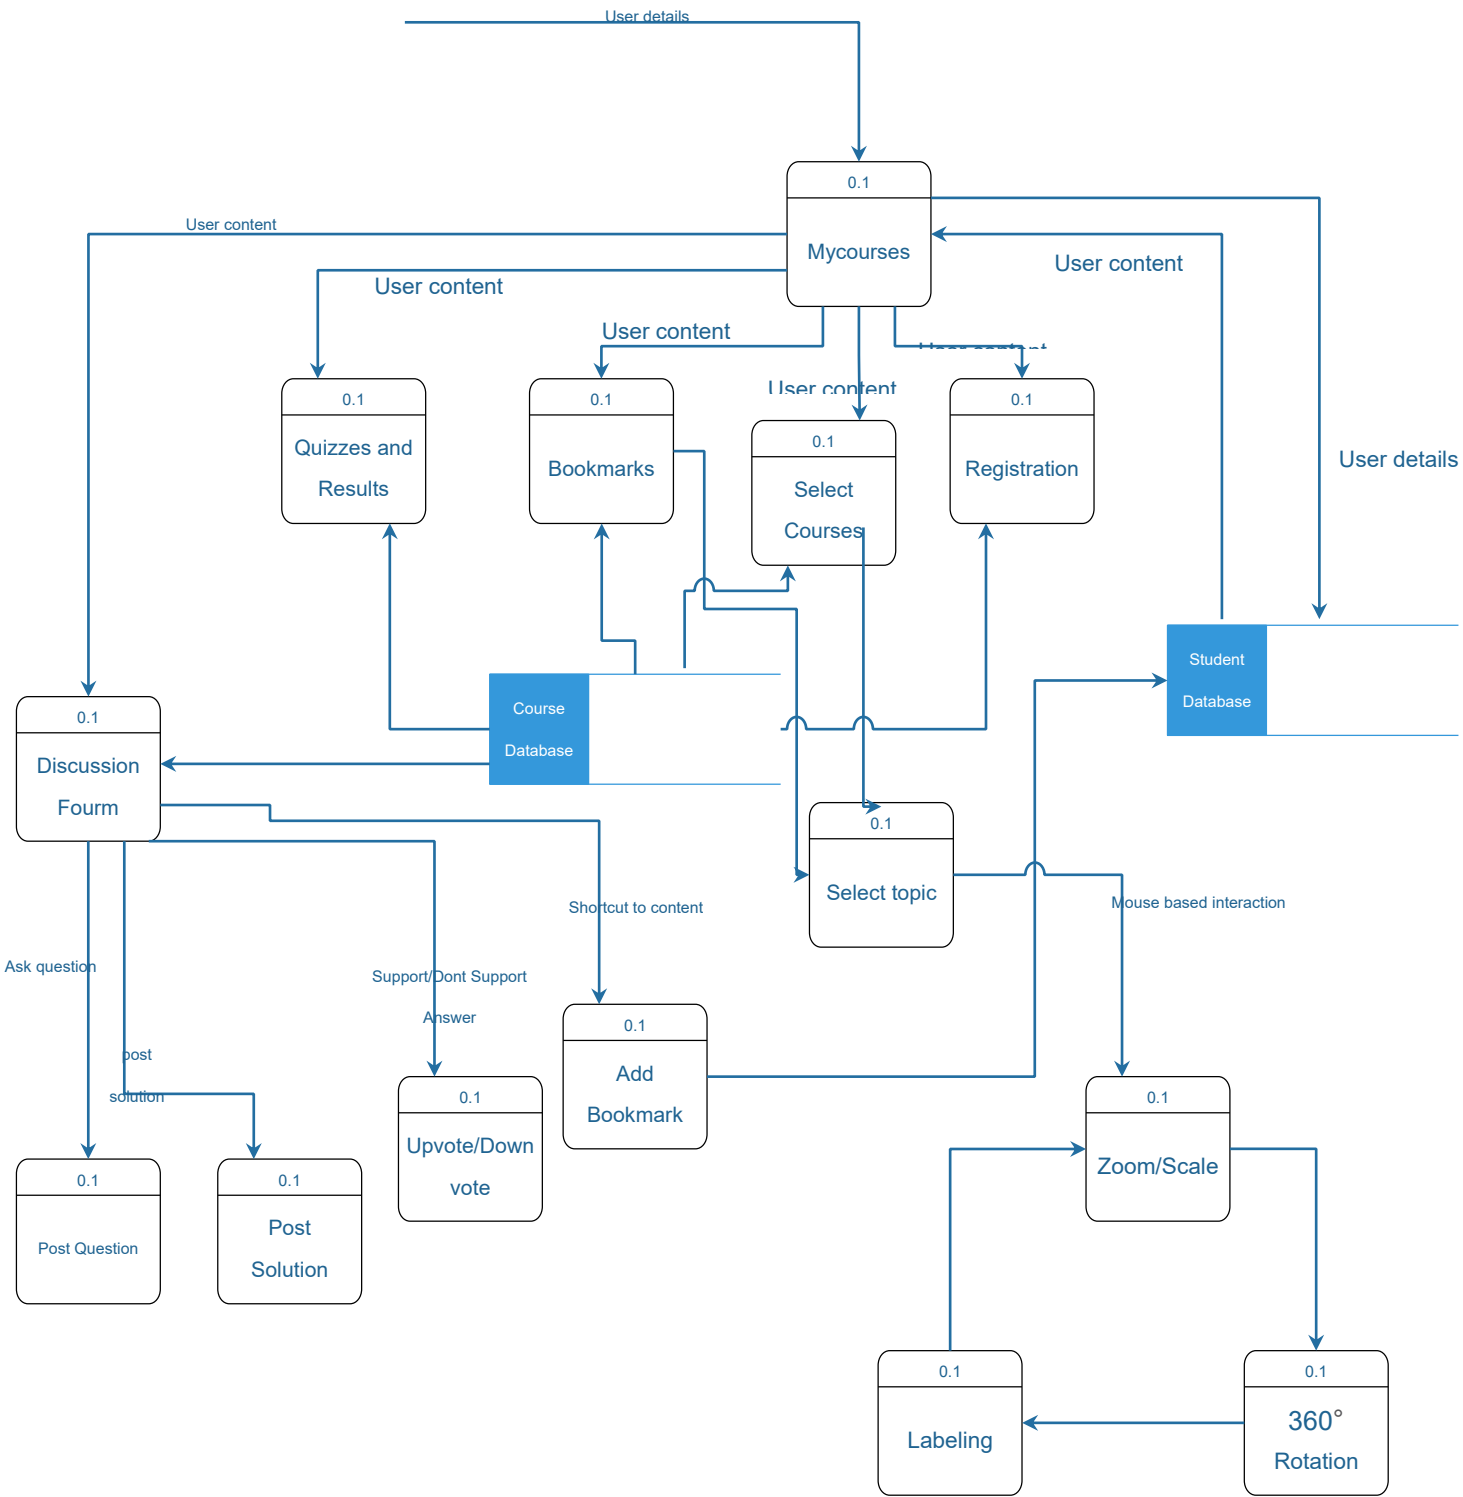 User details
0.1
Mycourses
User content
User content
User content
User content
User content
User content
0.1
Quizzes and
Results
0.1
Bookmarks
0.1
Select
Courses
0.1
Registration
User details
Student
Database
Course
Database
0.1
Discussion
Fourm
0.1
Select topic
Mouse based interaction
Shortcut to content
Ask question
Support/Dont Support
Answer
post
solution
0.1
Add
Bookmark
0.1
Upvote/Down
vote
0.1
Zoom/Scale
0.1
Post Question
0.1
Post
Solution
0.1
Labeling
0.1
360°
Rotation